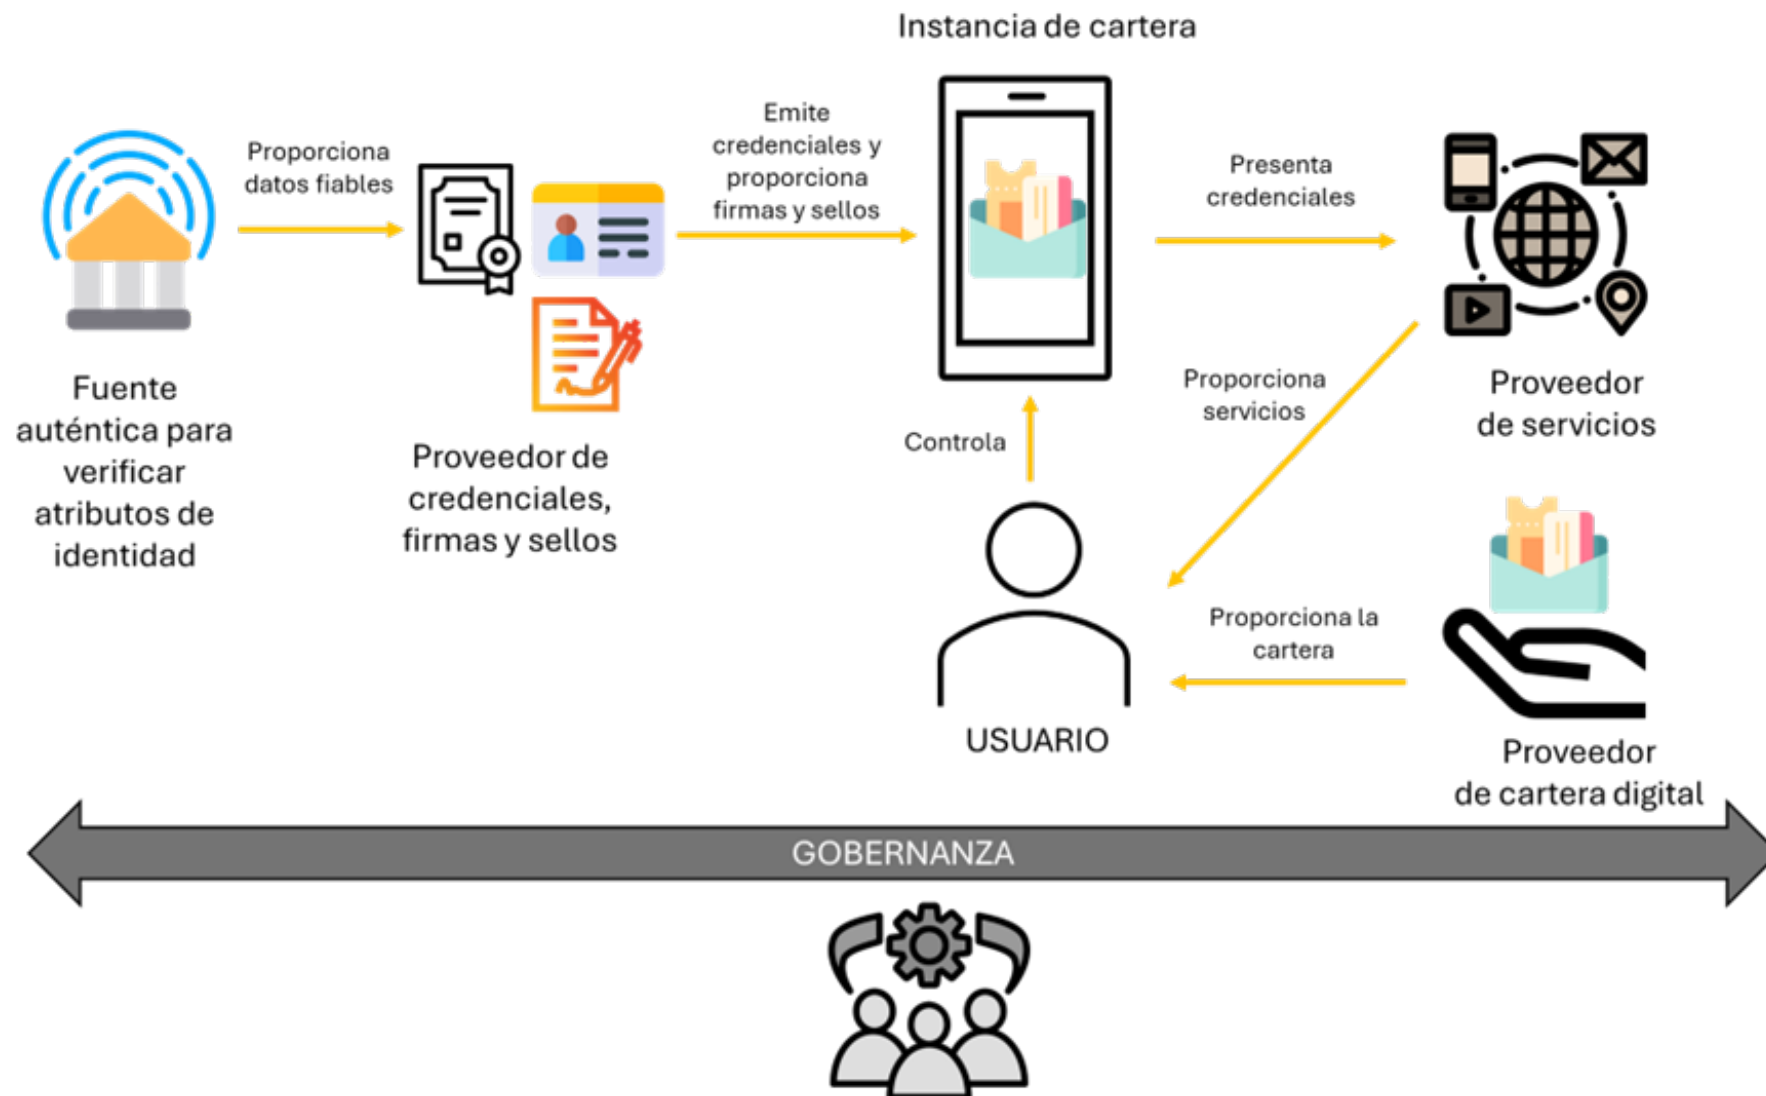 Instancia de cartera
Proporciona
datos fiables
Emite
credenciales y
proporciona
firmas y sellos
Presenta
credenciales
Fuente
auténtica para
verificar
atributos de
identidad
Proveedor de
credenciales,
firmas y sellos
Controla
Proporciona
servicios
Proveedor
de servicios
USUARIO
Proporciona la
cartera
Proveedor
de cartera digital
GOBERNANZA